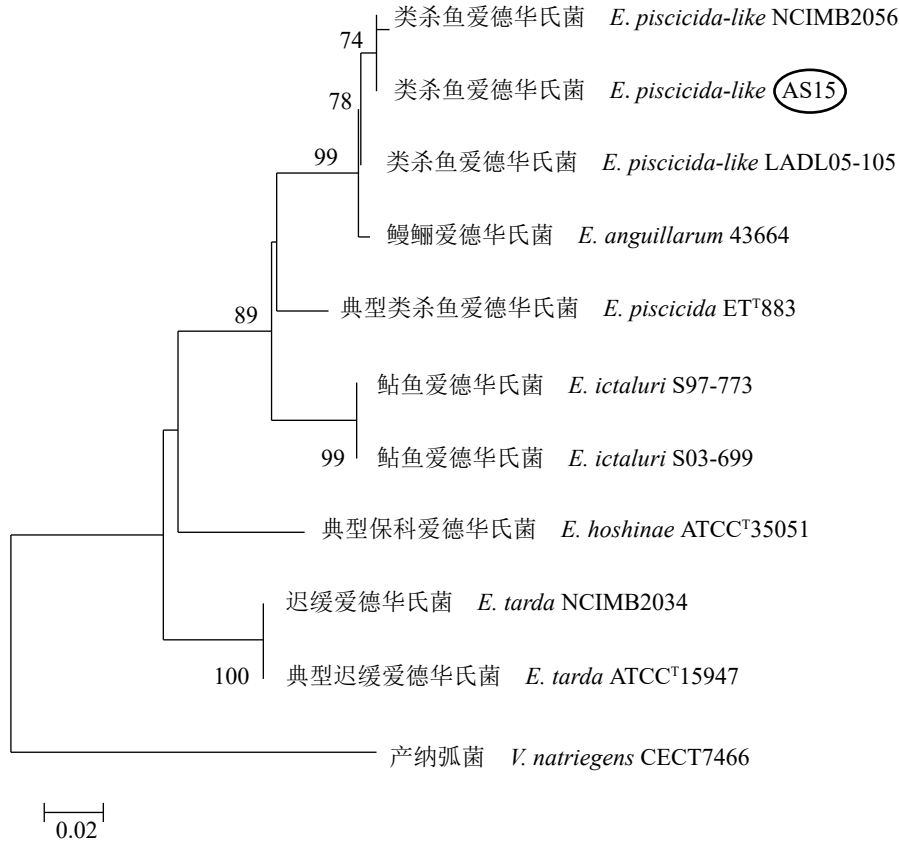 类杀鱼爱德华氏菌 E. piscicida-like NCIMB2056
74
类杀鱼爱德华氏菌 E. piscicida-like AS15
78
99
类杀鱼爱德华氏菌 E. piscicida-like LADL05-105
鳗鲡爱德华氏菌 E. anguillarum 43664
典型类杀鱼爱德华氏菌 E. piscicida ETᵀ883
89
鲇鱼爱德华氏菌 E. ictaluri S97-773
99 鲇鱼爱德华氏菌 E. ictaluri S03-699
典型保科爱德华氏菌 E. hoshinae ATCCᵀ35051
迟缓爱德华氏菌 E. tarda NCIMB2034
100 典型迟缓爱德华氏菌 E. tarda ATCCᵀ15947
产纳弧菌 V. natriegens CECT7466
0.02